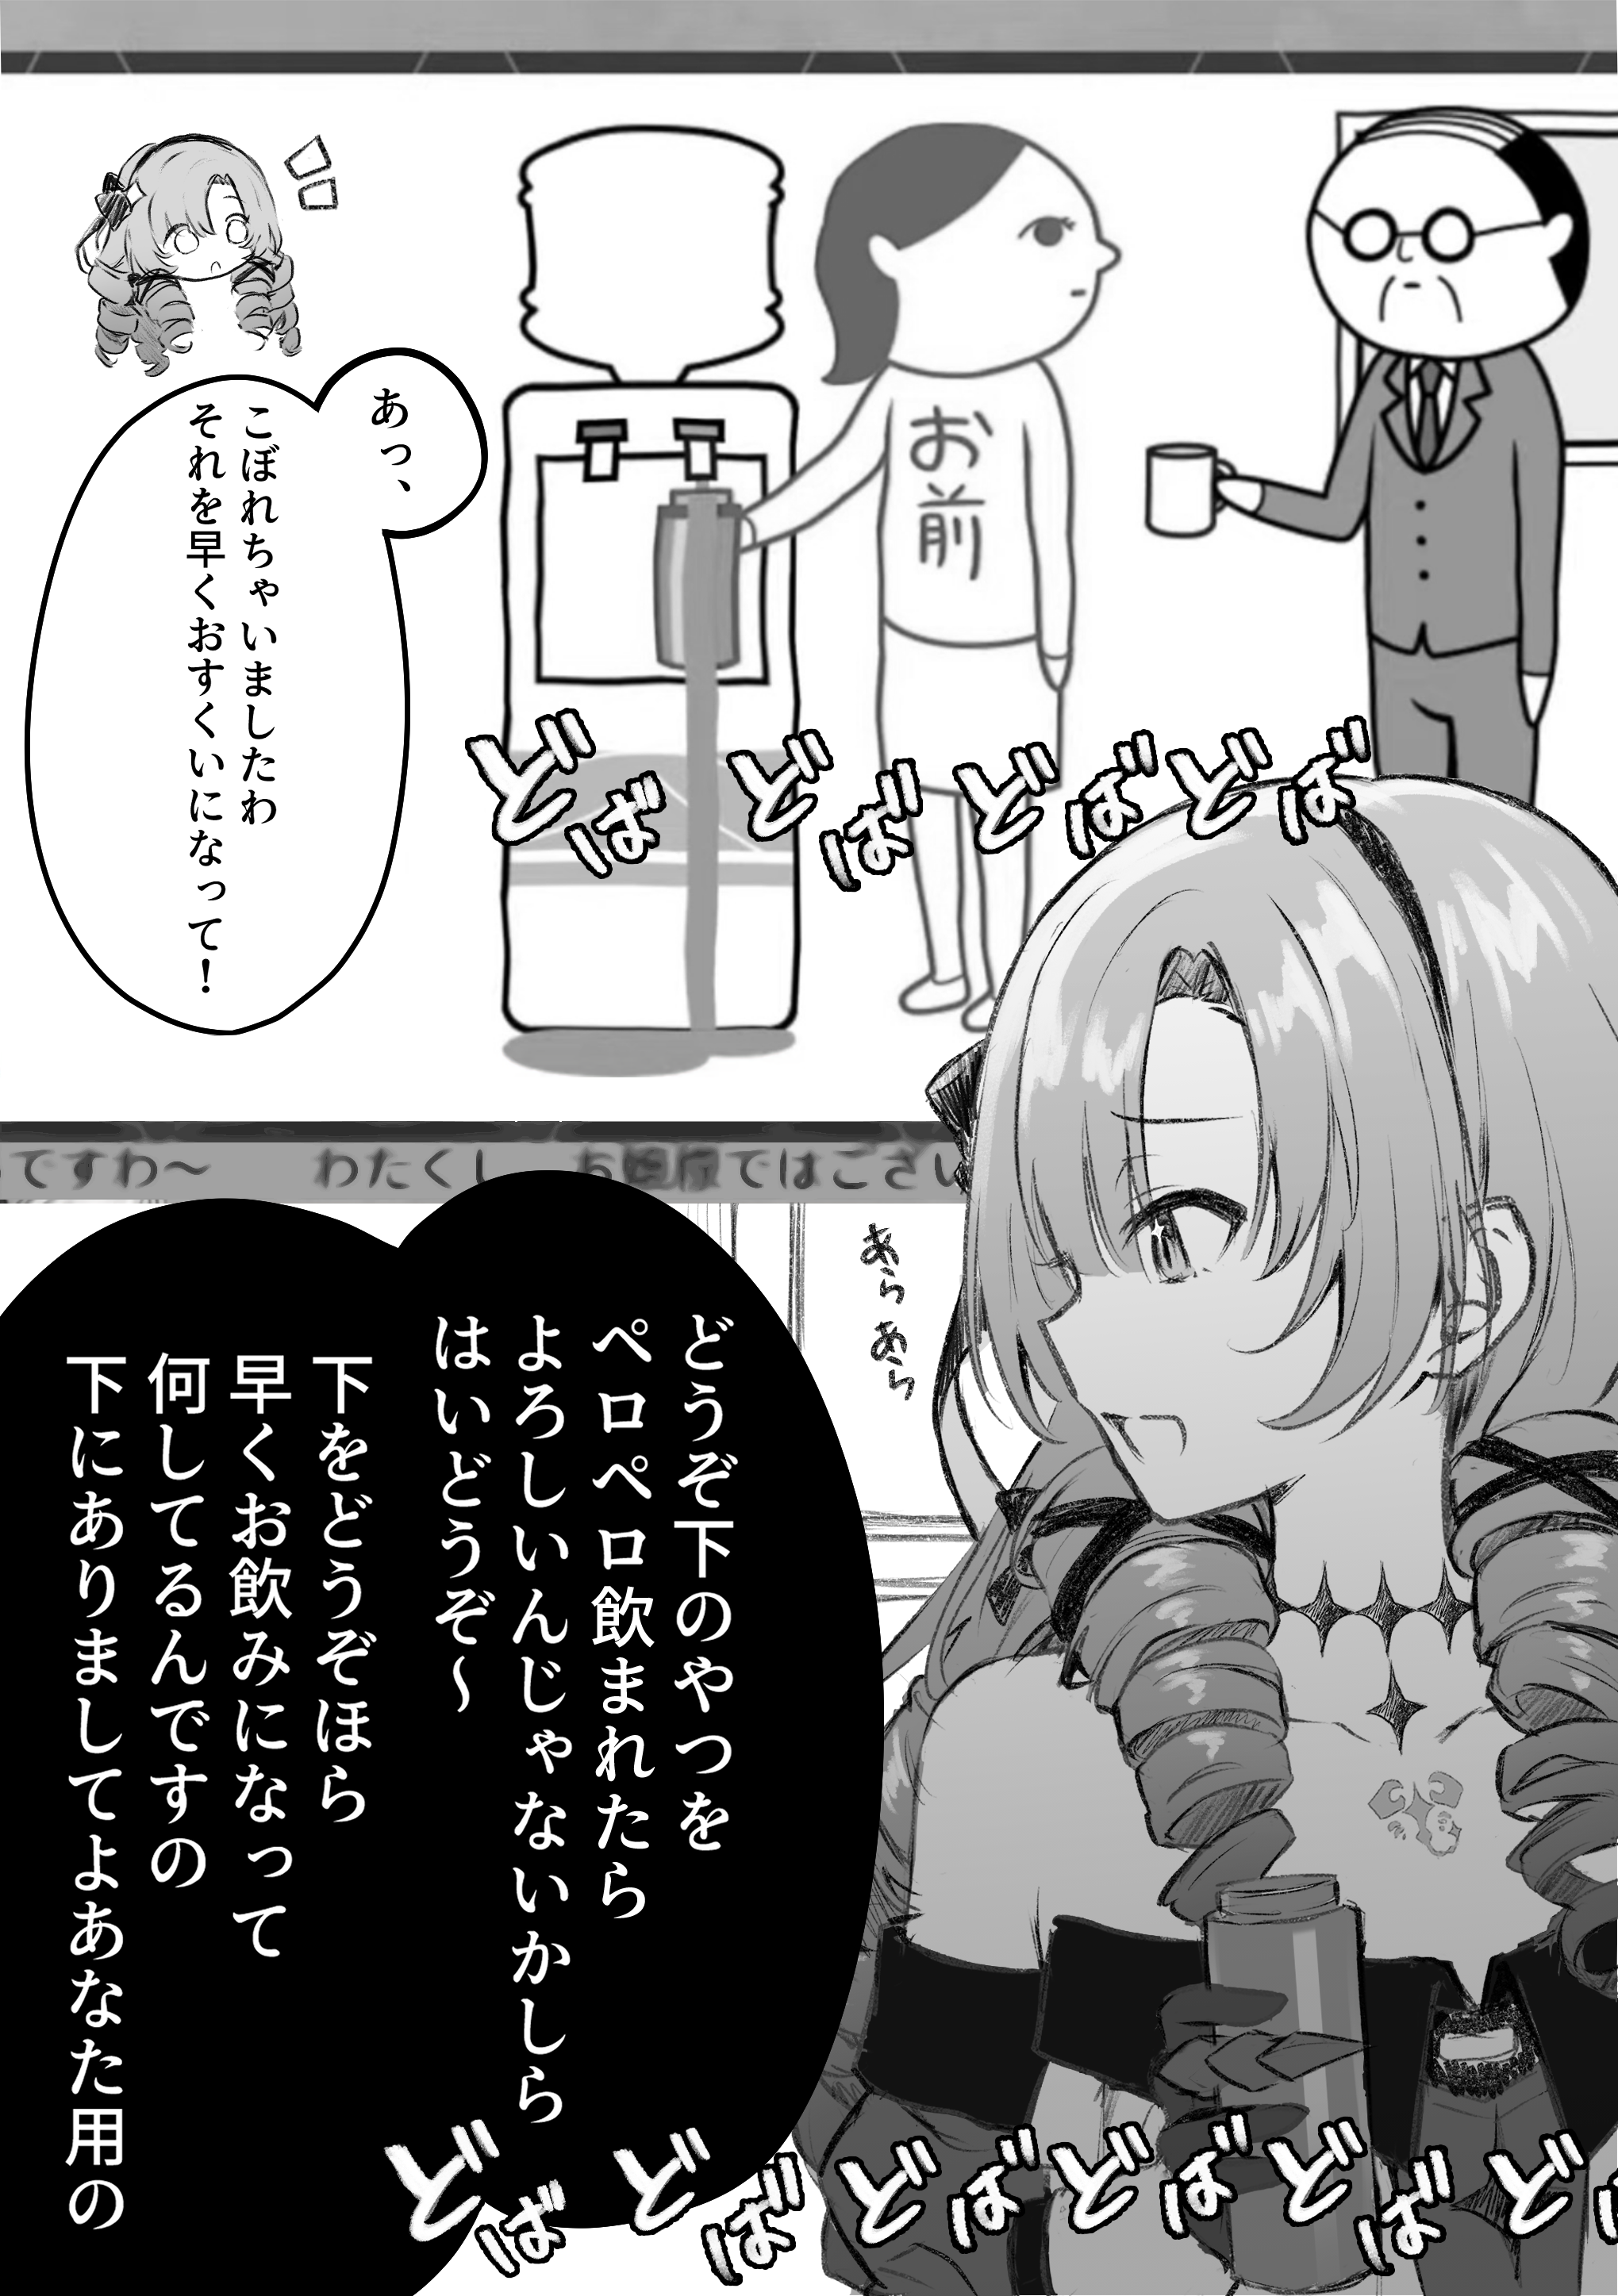 お前
あっ、
こぼれちゃいましたわ
それを早くおすくいになって！
どばどばどばどば
てすわ～　わたくし
ではござい
あらあら
どうぞ下のやつを
ペロペロ飲まれたら
よろしいんじゃないかしら
はいどうぞ～
下をどうぞほら
早くお飲みになって
何してるんですの
下にありましてよあなた用の
どばどばどばどばどばど